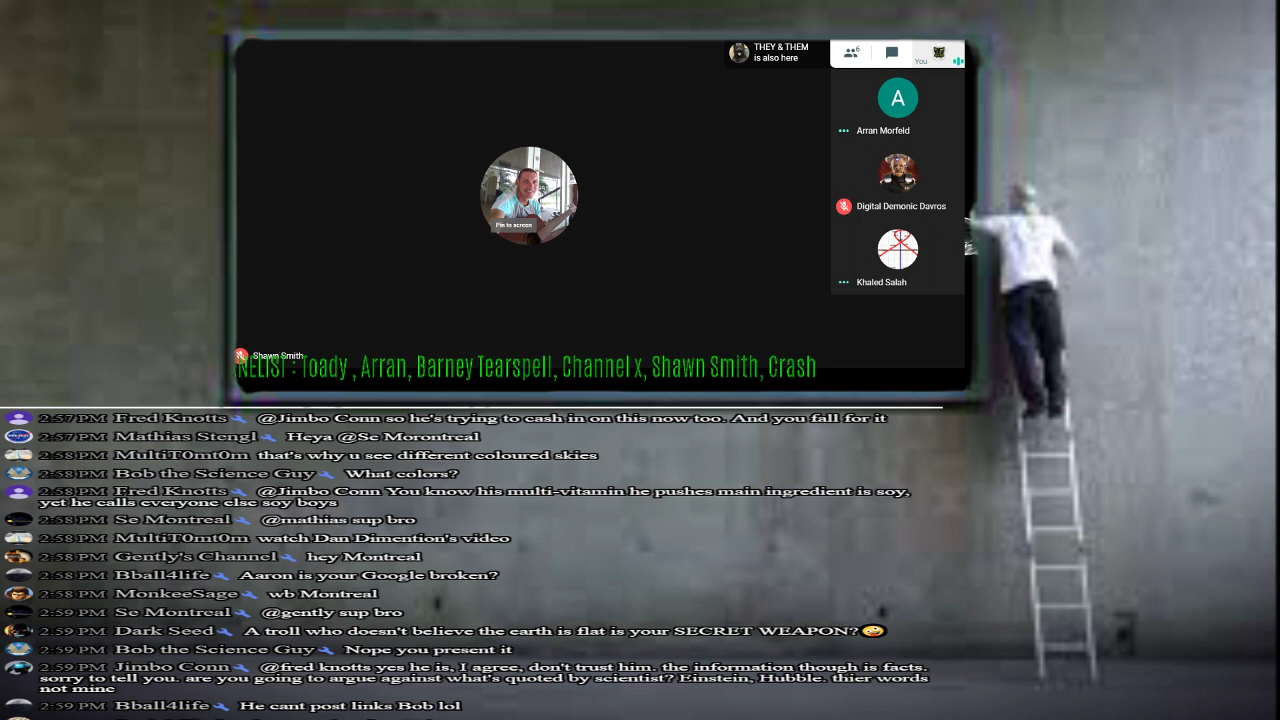 THEY & THEM
is also here
6
You
A
Arran Morfeld
Digital Demonic Davros
Khaled Salah
Pin to screen
Shawn Smith
NELIST : Toady , Arran, Barney Tearspell, Channel x, Shawn Smith, Crash
2:57 PM Fred Knotts @Jimbo Conn so he's trying to cash in on this now too. And you fall for it
2:57 PM Mathias Stengl Heya @Se Morontreal
2:58 PM MultiT0mt0m that's why u see different coloured skies
2:58 PM Bob the Science Guy What colors?
2:58 PM Fred Knotts @Jimbo Conn You know his multi-vitamin he pushes main ingredient is soy,
yet he calls everyone else soy boys
2:58 PM Se Montreal @mathias sup bro
2:58 PM MultiT0mt0m watch Dan Dimention's video
2:58 PM Gently's Channel hey Montreal
2:58 PM Bball4life Aaron is your Google broken?
2:58 PM MonkeeSage wb Montreal
2:59 PM Se Montreal @gently sup bro
2:59 PM Dark Seed A troll who doesn't believe the earth is flat is your SECRET WEAPON?🤪
2:59 PM Bob the Science Guy Nope you present it
2:59 PM Jimbo Conn @fred knotts yes he is, I agree, don't trust him. the information though is facts.
sorry to tell you. are you going to argue against what's quoted by scientist? Einstein, Hubble. thier words
not mine
2:59 PM Bball4life He cant post links Bob lol